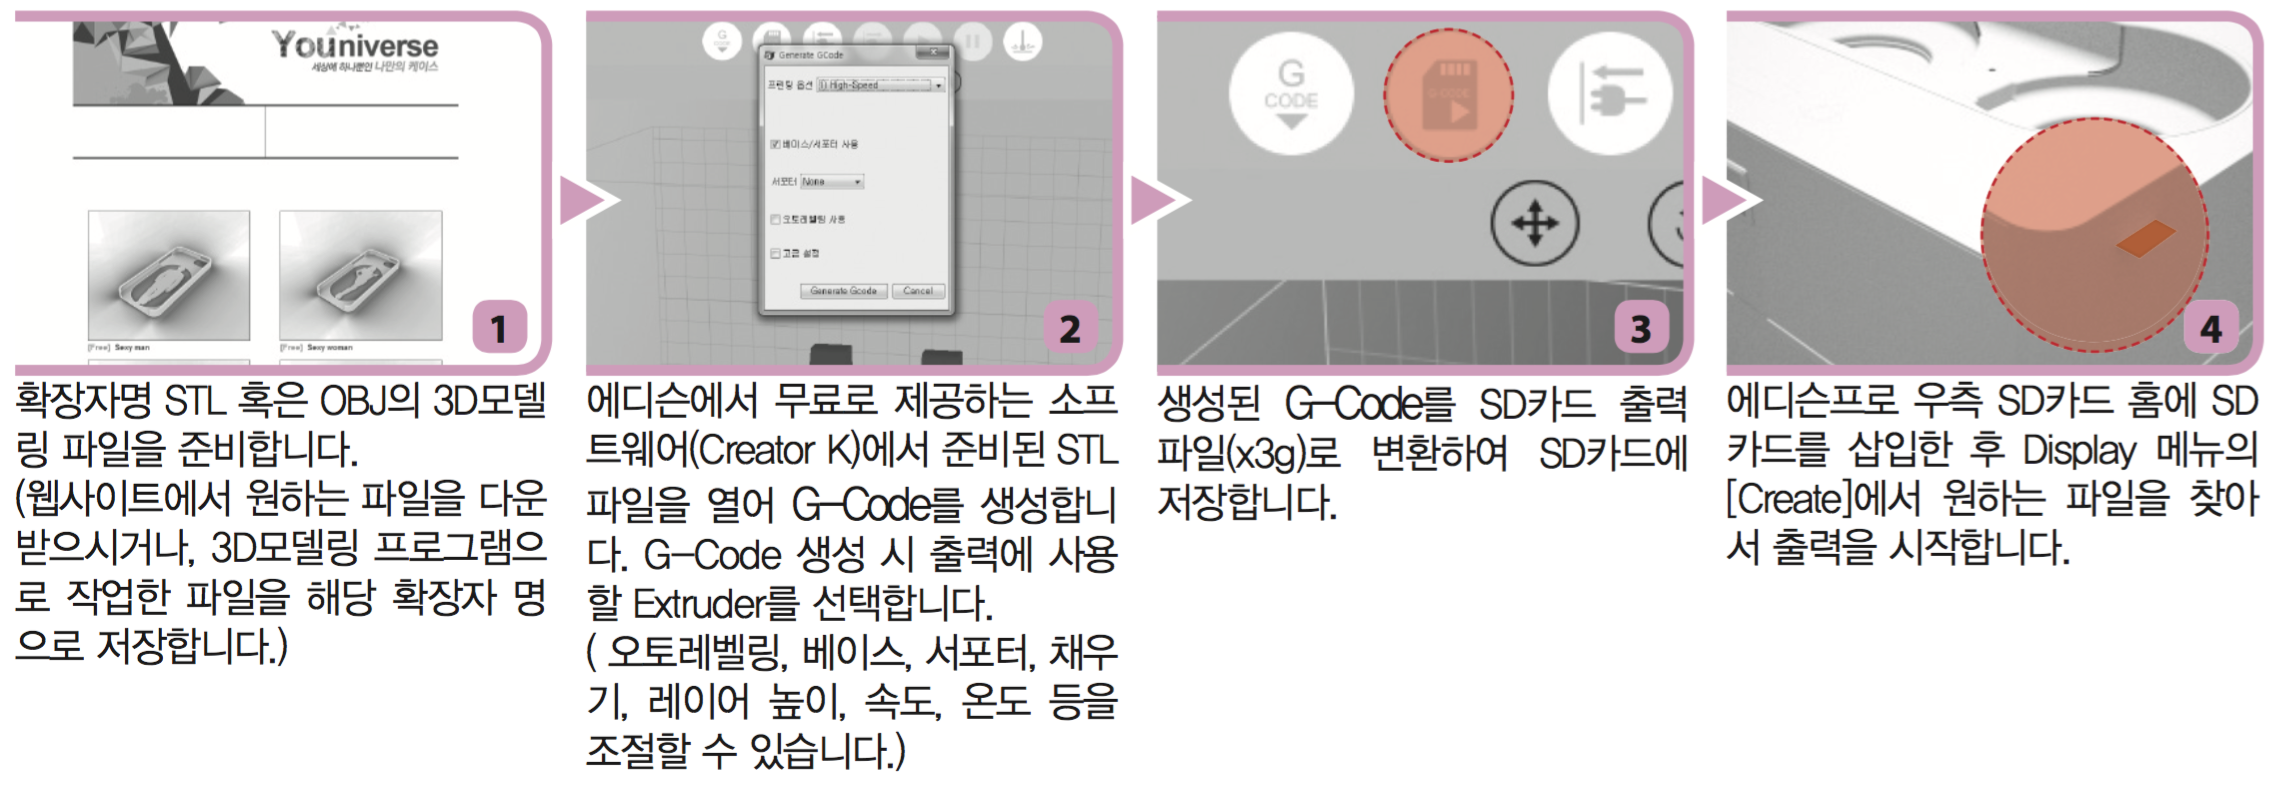 Youniverse
세상에 하나뿐인 나만의 케이스
[Free] Sexy man
[Free] Sexy woman
1
G
CODE
Generate GCode
프린팅 옵션
1) High-Speed
베이스/서포터 사용
서포터
None
오토레벨링 사용
고급 설정
Generate Gcode
Cancel
2
G
CODE
G-CODE
3
4
확장자명 STL 혹은 OBJ의 3D모델
링 파일을 준비합니다.
(웹사이트에서 원하는 파일을 다운
받으시거나, 3D모델링 프로그램으
로 작업한 파일을 해당 확장자 명
으로 저장합니다.)
에디슨에서 무료로 제공하는 소프
트웨어(Creator K)에서 준비된 STL
파일을 열어 G-Code를 생성합니
다. G-Code 생성 시 출력에 사용
할 Extruder를 선택합니다.
( 오토레벨링, 베이스, 서포터, 채우
기, 레이어 높이, 속도, 온도 등을
조절할 수 있습니다.)
생성된 G-Code를 SD카드 출력
파일(x3g)로 변환하여 SD카드에
저장합니다.
에디슨프로 우측 SD카드 홈에 SD
카드를 삽입한 후 Display 메뉴의
[Create]에서 원하는 파일을 찾아
서 출력을 시작합니다.